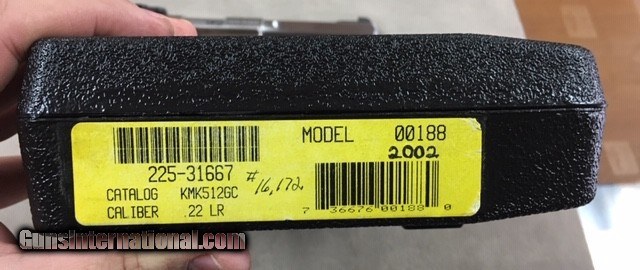 MODEL 00188
2002
225-31667 #16,172
CATALOG KMK512GC
CALIBER .22 LR
7 36676 00188 0
GunsInternational.com